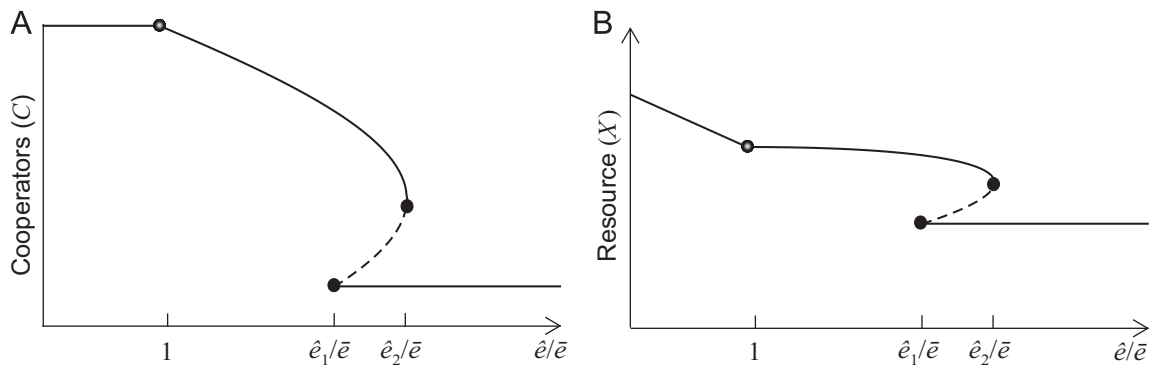 A
Cooperators (C)
1
ê₁/ē
ê₂/ē
ê/ē
B
Resource (X)
1
ê₁/ē
ê₂/ē
ê/ē